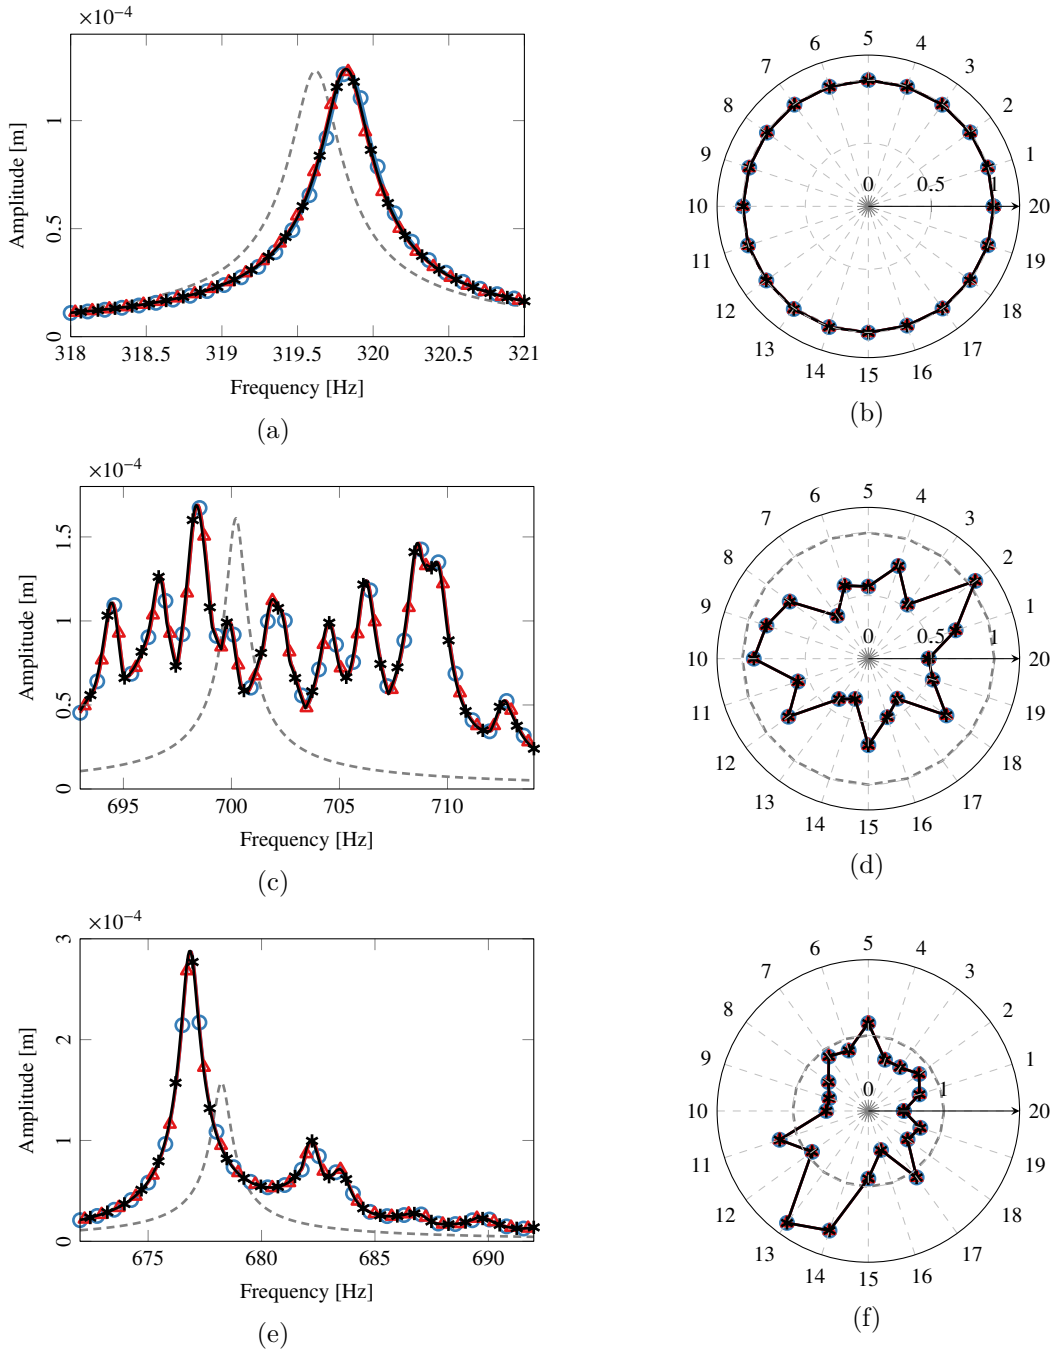 ×10⁻⁴
Amplitude [m]
1
0.5
0
318 318.5 319 319.5 320 320.5 321
Frequency [Hz]
(a)
5
6 4
7 3
8 2
9 1
0 0.5 1
10 20
11 19
12 18
13 17
14 16
15
(b)
×10⁻⁴
Amplitude [m]
1.5
1
0.5
0
695 700 705 710
Frequency [Hz]
(c)
5
6 4
7 3
8 2
9 1
0 0.5 1
10 20
11 19
12 18
13 17
14 16
15
(d)
×10⁻⁴
Amplitude [m]
3
2
1
0
675 680 685 690
Frequency [Hz]
(e)
5
6 4
7 3
8 2
9 1
0 1
10 20
11 19
12 18
13 17
14 16
15
(f)